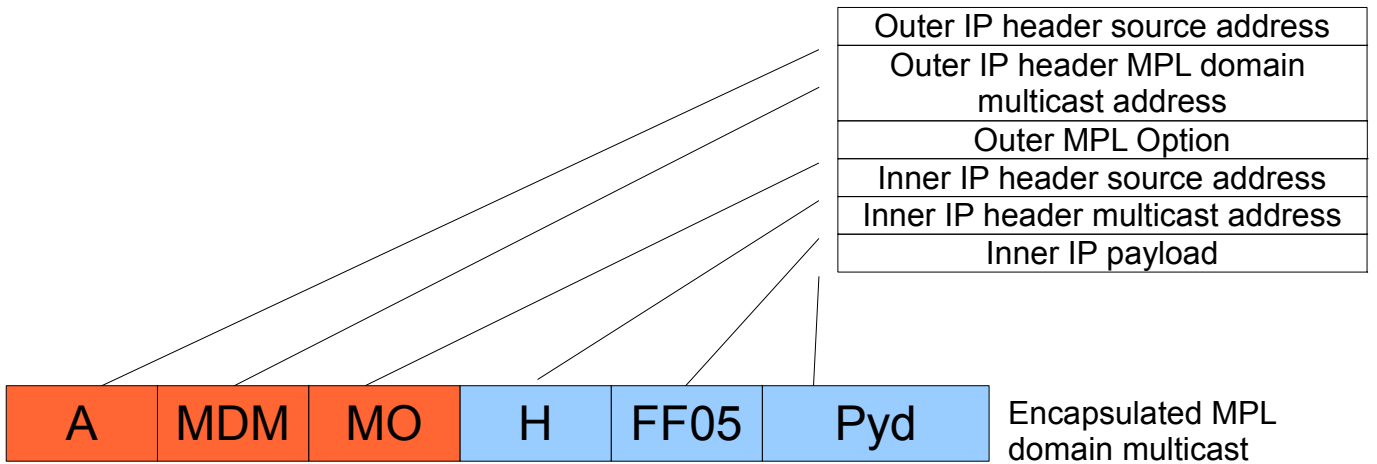 Outer IP header source address
Outer IP header MPL domain
multicast address
Outer MPL Option
Inner IP header source address
Inner IP header multicast address
Inner IP payload
A MDM MO H FF05 Pyd
Encapsulated MPL
domain multicast